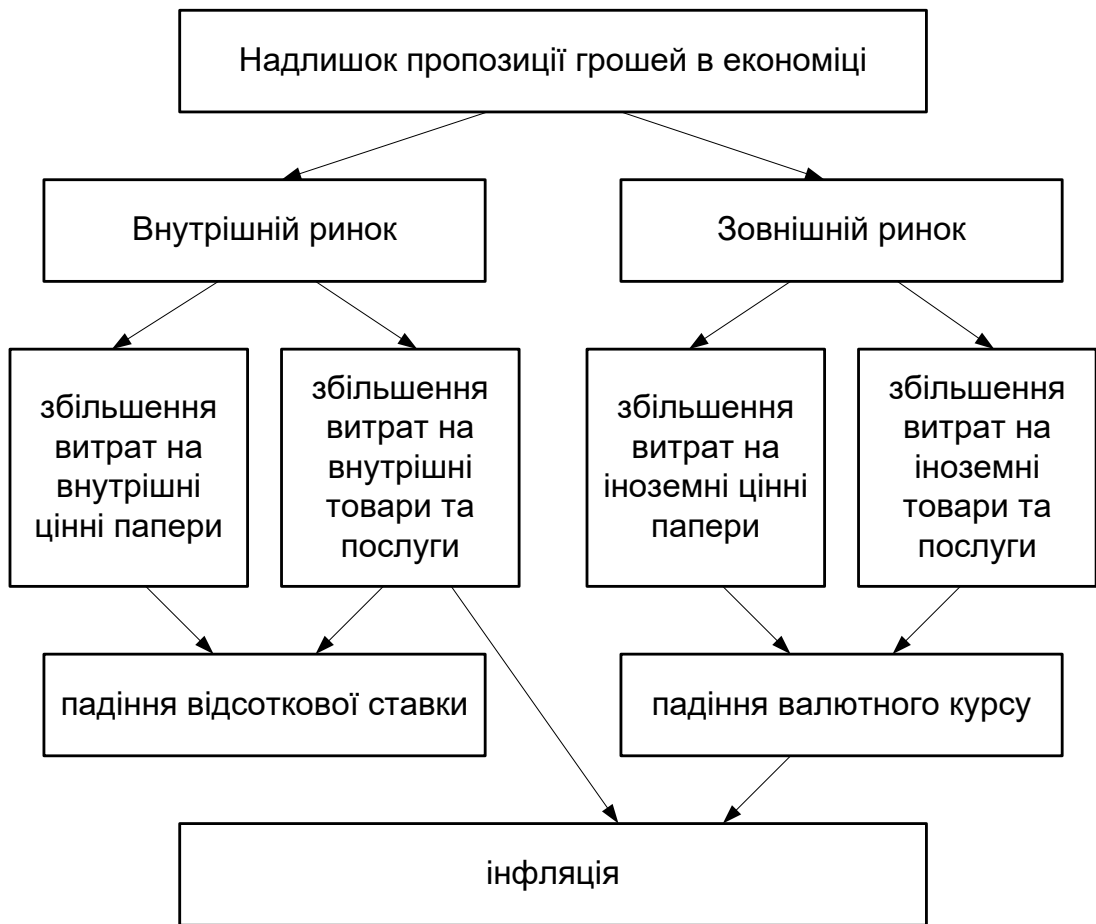 Надлишок пропозиції грошей в економіці
Внутрішній ринок
Зовнішній ринок
збільшення
витрат на
внутрішні
цінні папери
збільшення
витрат на
внутрішні
товари та
послуги
збільшення
витрат на
іноземні цінні
папери
збільшення
витрат на
іноземні
товари та
послуги
падіння відсоткової ставки
падіння валютного курсу
інфляція